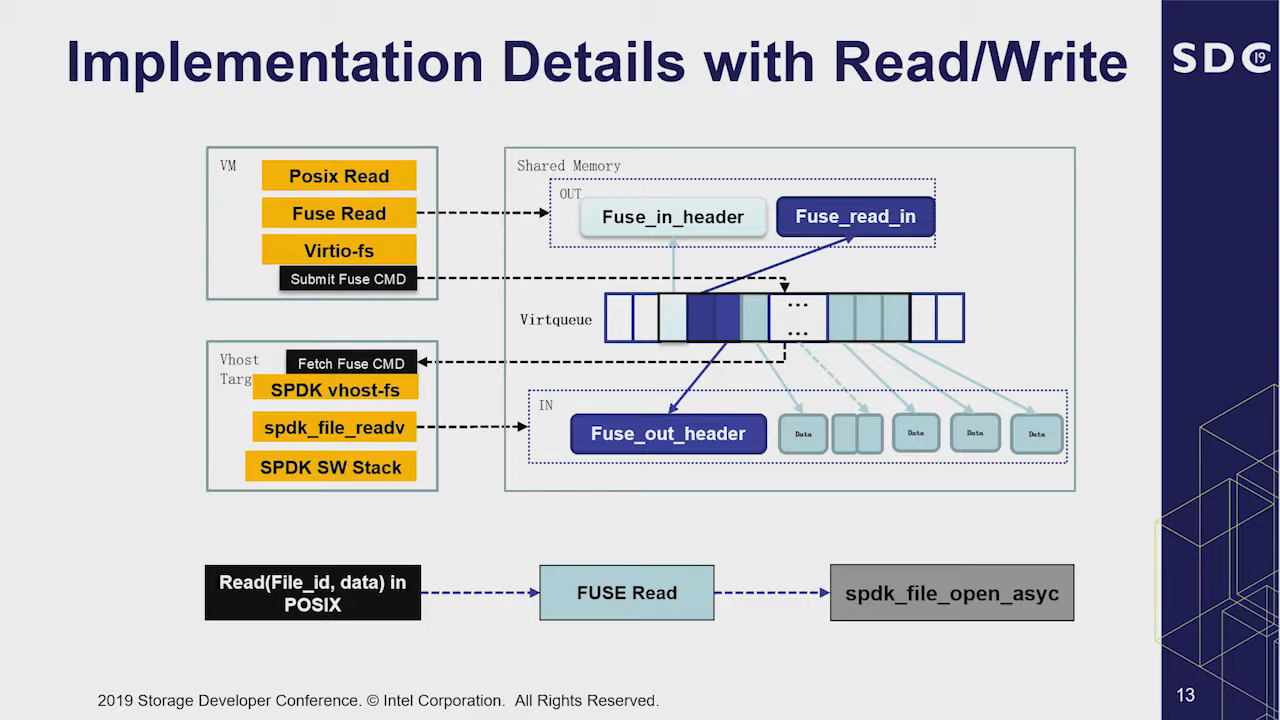 Implementation Details with Read/Write
SDC 19
VM
Posix Read
Fuse Read
Virtio-fs
Submit Fuse CMD
Shared Memory
OUT
Fuse_in_header
Fuse_read_in
Virtqueue
...
...
Vhost
Targ
Fetch Fuse CMD
SPDK vhost-fs
spdk_file_readv
SPDK SW Stack
IN
Fuse_out_header
Data
Data
Data
Data
Read(File_id, data) in
POSIX
FUSE Read
spdk_file_open_asyc
2019 Storage Developer Conference. © Intel Corporation. All Rights Reserved.
13